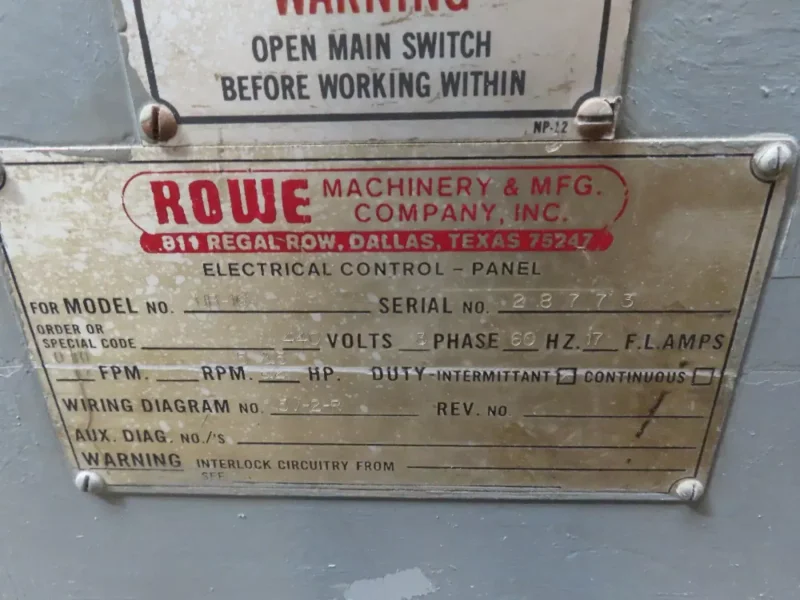 WARNING
OPEN MAIN SWITCH
BEFORE WORKING WITHIN
NP-12
ROWE MACHINERY & MFG.
COMPANY, INC.
811 REGAL ROW, DALLAS, TEXAS 75247
ELECTRICAL CONTROL - PANEL
FOR MODEL NO. SERIAL NO. 28773
ORDER OR
SPECIAL CODE VOLTS 3 PHASE 60 HZ. 17 F.L. AMPS
FPM. RPM. HP. DUTY-INTERMITTANT CONTINUOUS
WIRING DIAGRAM NO. REV. NO
AUX. DIAG. NO./'S
WARNING INTERLOCK CIRCUITRY FROM
SEE